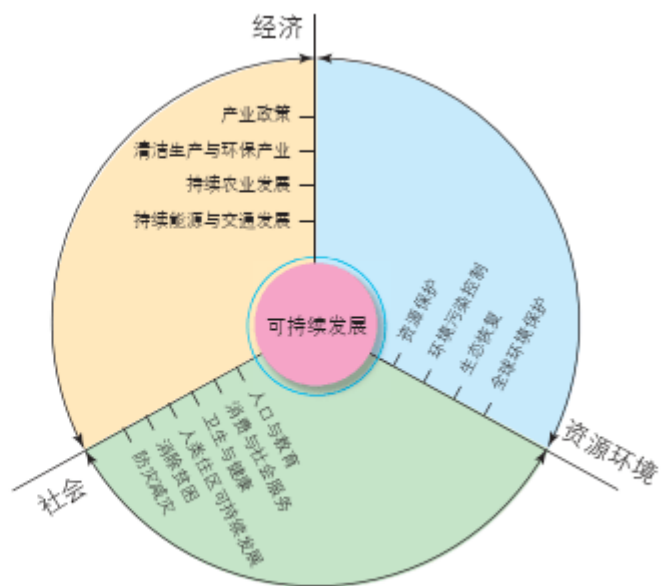 经济
产业政策
清洁生产与环保产业
持续农业发展
持续能源与交通发展
可持续发展
资源保护
环境污染控制
生态恢复
全球环境保护
资源环境
人口与教育
消费与社会服务
卫生与健康
人类住区可持续发展
消除贫困
防灾减灾
社会